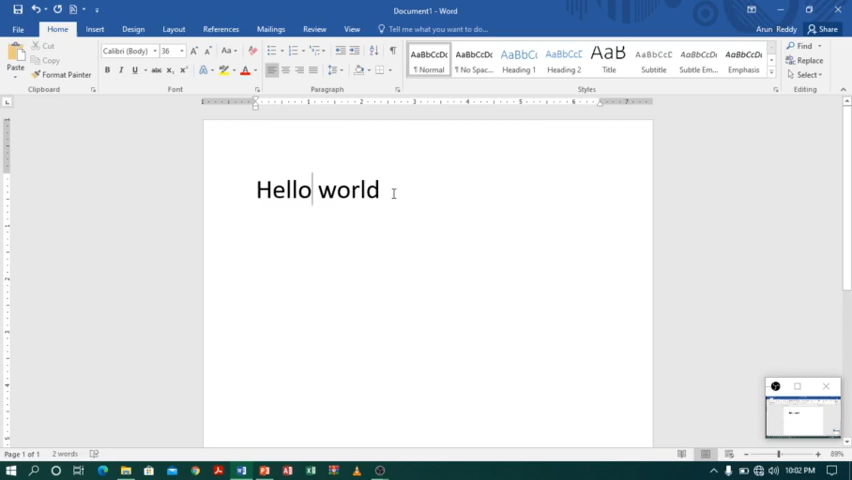 Document1 - Word
Arun Reddy
Share
File Home Insert Design Layout References Mailings Review View Tell me what you want to do...
Paste
Cut
Copy
Format Painter
Clipboard
Calibri (Body) 36
Font
Paragraph
AaBbCcDc AaBbCcDc AaBbCc AaBbCcC AaB AaBbCcC AaBbCcDc AaBbCcDc
¶ Normal ¶ No Spac... Heading 1 Heading 2 Title Subtitle Subtle Em... Emphasis
Styles
Find
Replace
Select
Editing
Hello world
Page 1 of 1 2 words
89%
10:02 PM